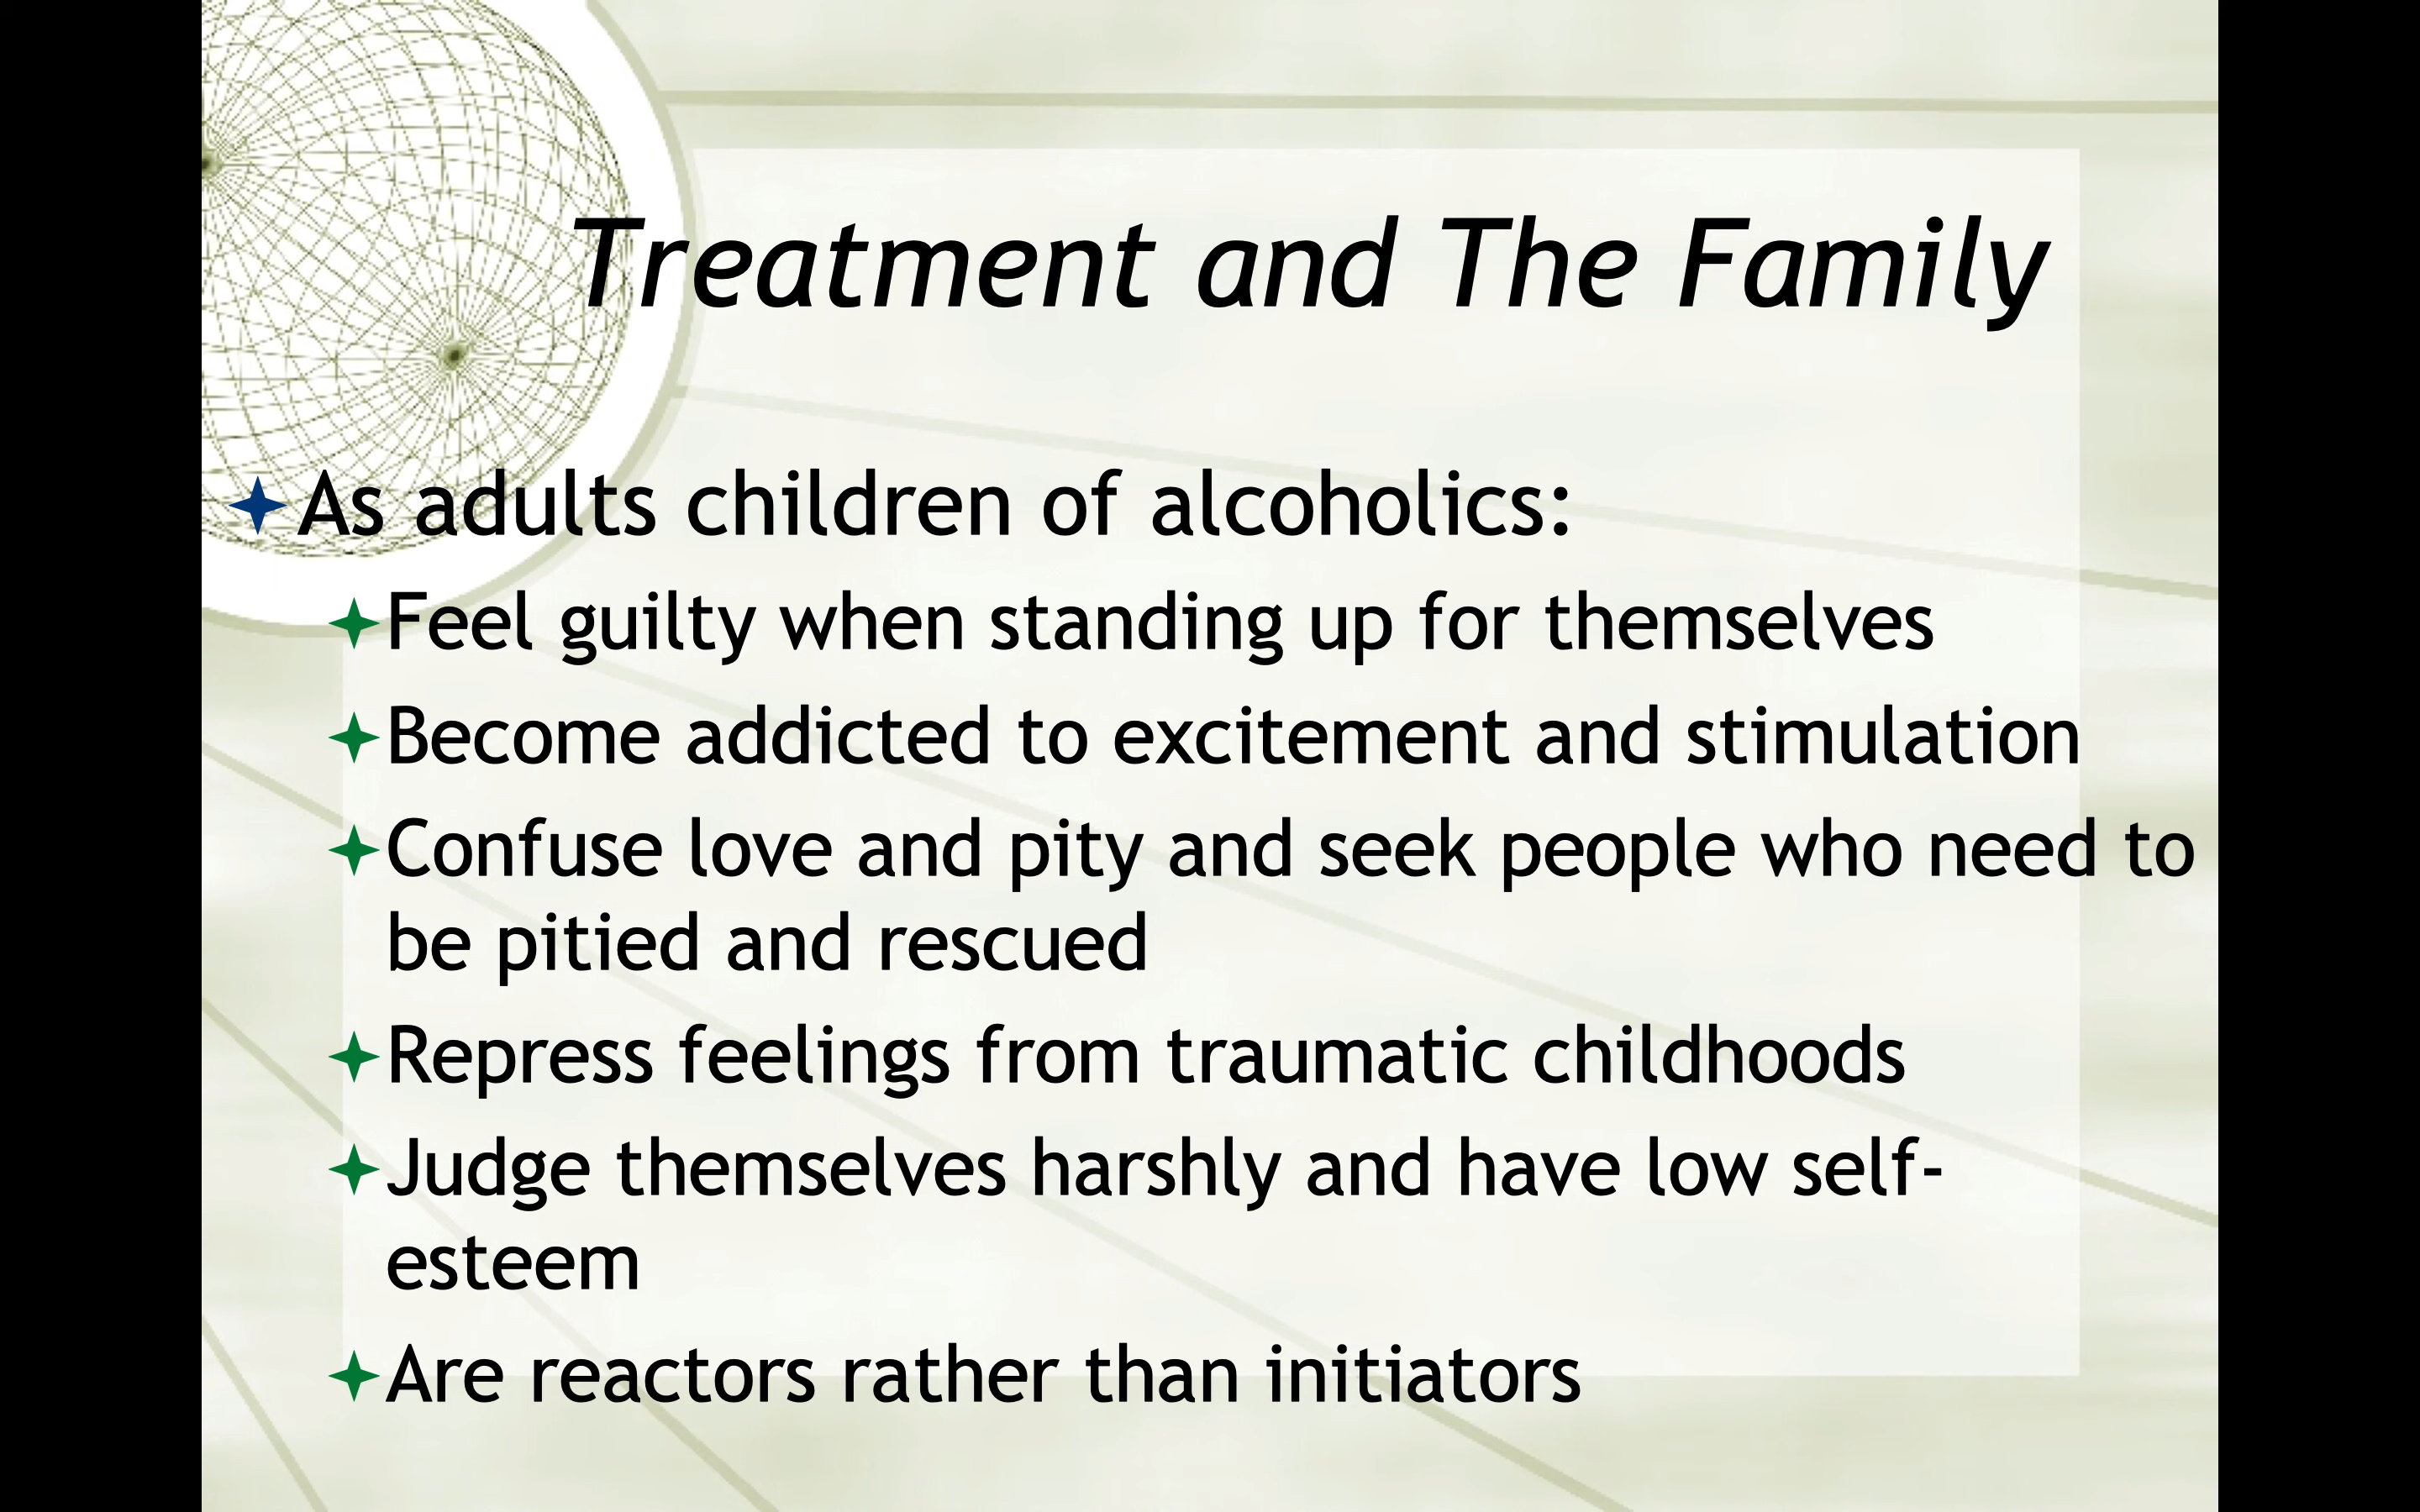 Treatment and The Family
As adults children of alcoholics:
Feel guilty when standing up for themselves
Become addicted to excitement and stimulation
Confuse love and pity and seek people who need to
be pitied and rescued
Repress feelings from traumatic childhoods
Judge themselves harshly and have low self-
esteem
Are reactors rather than initiators